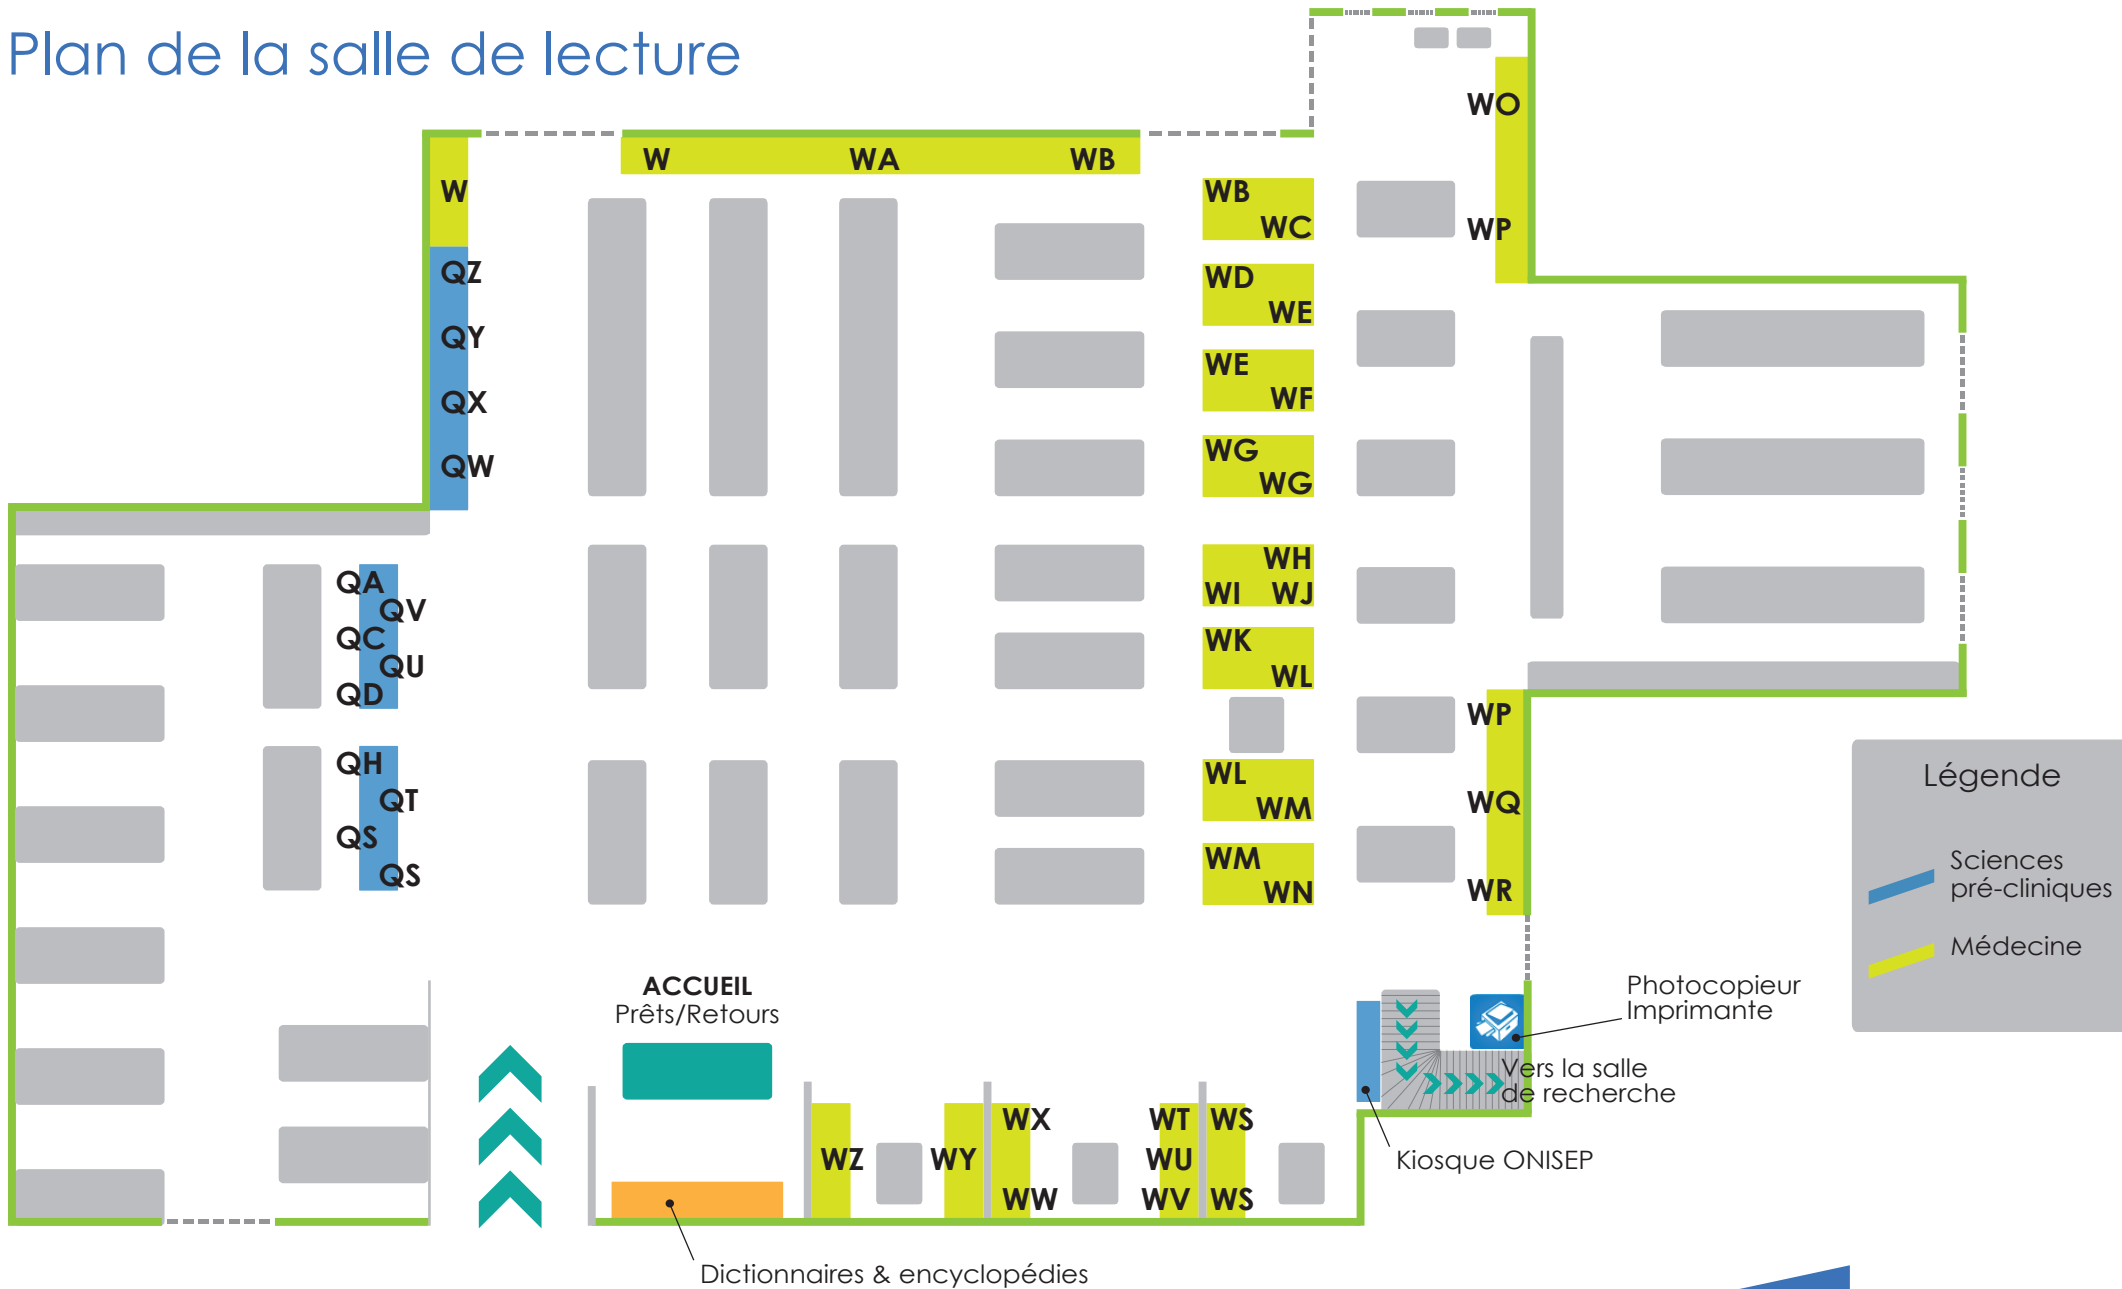 Plan de la salle de lecture
WO
W WA WB
W
WB
WC
WP
QZ
WD
WE
QY
WE
WF
QX
WG
WG
QW
WH
WI WJ
QA
QV
QC
QU
QD
WK
WL
WP
QH
QT
QS
QS
WL
WM
WQ
WM
WN
WR
Légende
Sciences
pré-cliniques
Médecine
ACCUEIL
Prêts/Retours
Photocopieur
Imprimante
Vers la salle
de recherche
WX WT WS
WZ WY WU
WW WV WS
Kiosque ONISEP
Dictionnaires & encyclopédies